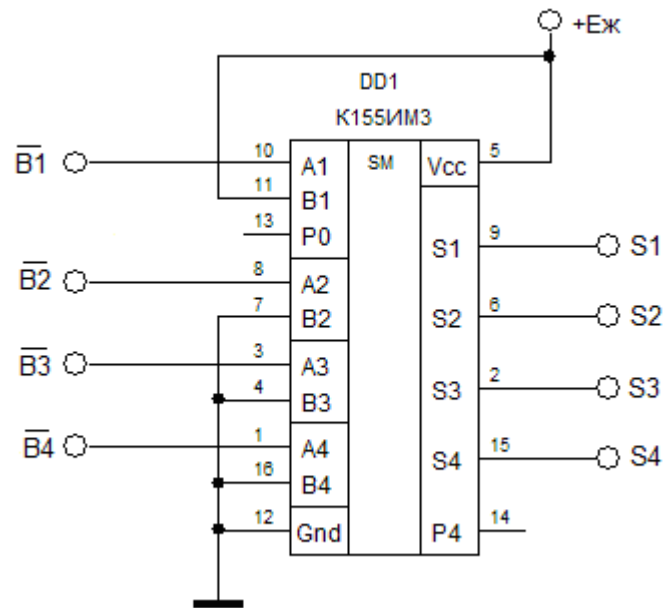 +Eж
DD1
К155ИМ3
B1 10 A1 SM Vcc 5
11 B1
13 P0 S1 9 S1
B2 8 A2
7 B2 S2 6 S2
B3 3 A3
4 B3 S3 2 S3
B4 1 A4 S4 15 S4
16 B4
12 Gnd P4 14